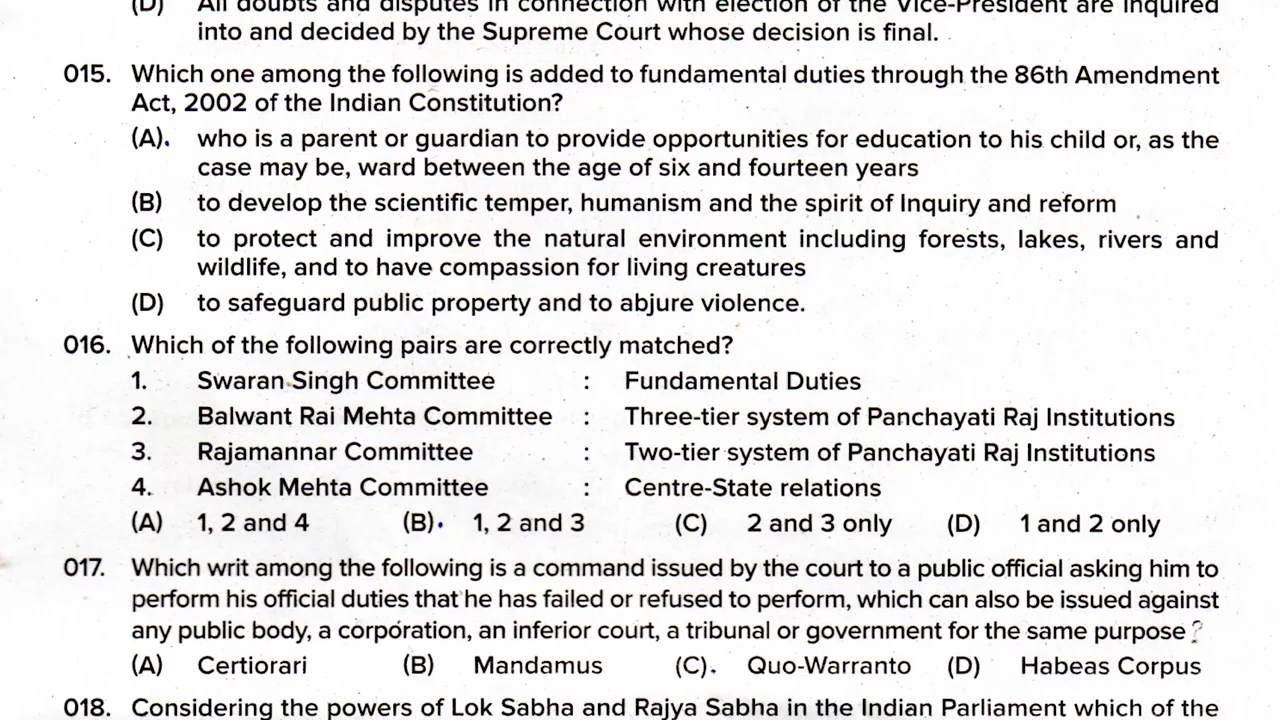 (D) All doubts and disputes in connection with election of the Vice-President are inquired
into and decided by the Supreme Court whose decision is final.
015. Which one among the following is added to fundamental duties through the 86th Amendment
Act, 2002 of the Indian Constitution?
(A). who is a parent or guardian to provide opportunities for education to his child or, as the
case may be, ward between the age of six and fourteen years
(B) to develop the scientific temper, humanism and the spirit of Inquiry and reform
(C) to protect and improve the natural environment including forests, lakes, rivers and
wildlife, and to have compassion for living creatures
(D) to safeguard public property and to abjure violence.
016. Which of the following pairs are correctly matched?
1. Swaran Singh Committee : Fundamental Duties
2. Balwant Rai Mehta Committee : Three-tier system of Panchayati Raj Institutions
3. Rajamannar Committee : Two-tier system of Panchayati Raj Institutions
4. Ashok Mehta Committee : Centre-State relations
(A) 1, 2 and 4 (B). 1, 2 and 3 (C) 2 and 3 only (D) 1 and 2 only
017. Which writ among the following is a command issued by the court to a public official asking him to
perform his official duties that he has failed or refused to perform, which can also be issued against
any public body, a corporation, an inferior court, a tribunal or government for the same purpose?
(A) Certiorari (B) Mandamus (C). Quo-Warranto (D) Habeas Corpus
018. Considering the powers of Lok Sabha and Rajya Sabha in the Indian Parliament which of the